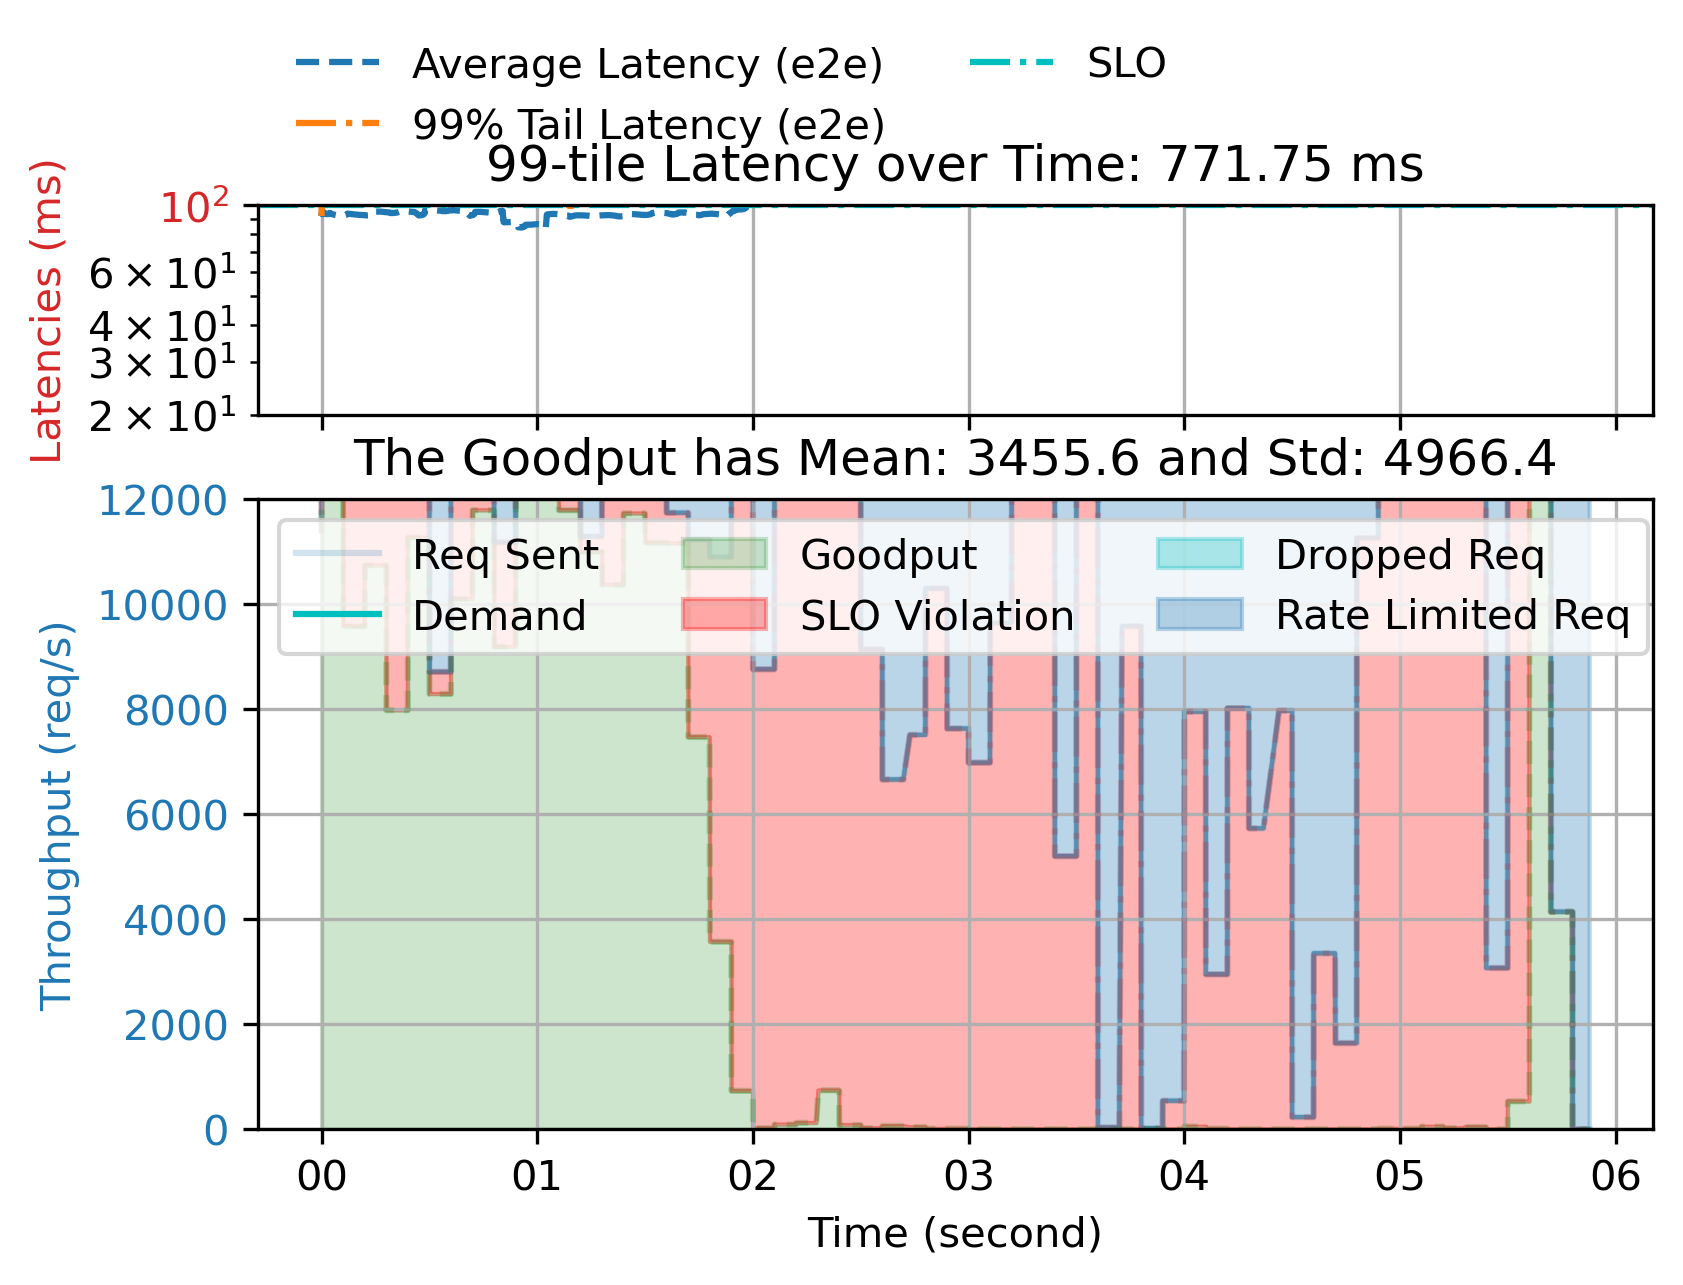 Average Latency (e2e) SLO
99% Tail Latency (e2e)
99-tile Latency over Time: 771.75 ms
Latencies (ms)
10²
6 × 10¹
4 × 10¹
3 × 10¹
2 × 10¹
The Goodput has Mean: 3455.6 and Std: 4966.4
Throughput (req/s)
12000
10000
8000
6000
4000
2000
0
Req Sent Goodput Dropped Req
Demand SLO Violation Rate Limited Req
00 01 02 03 04 05 06
Time (second)